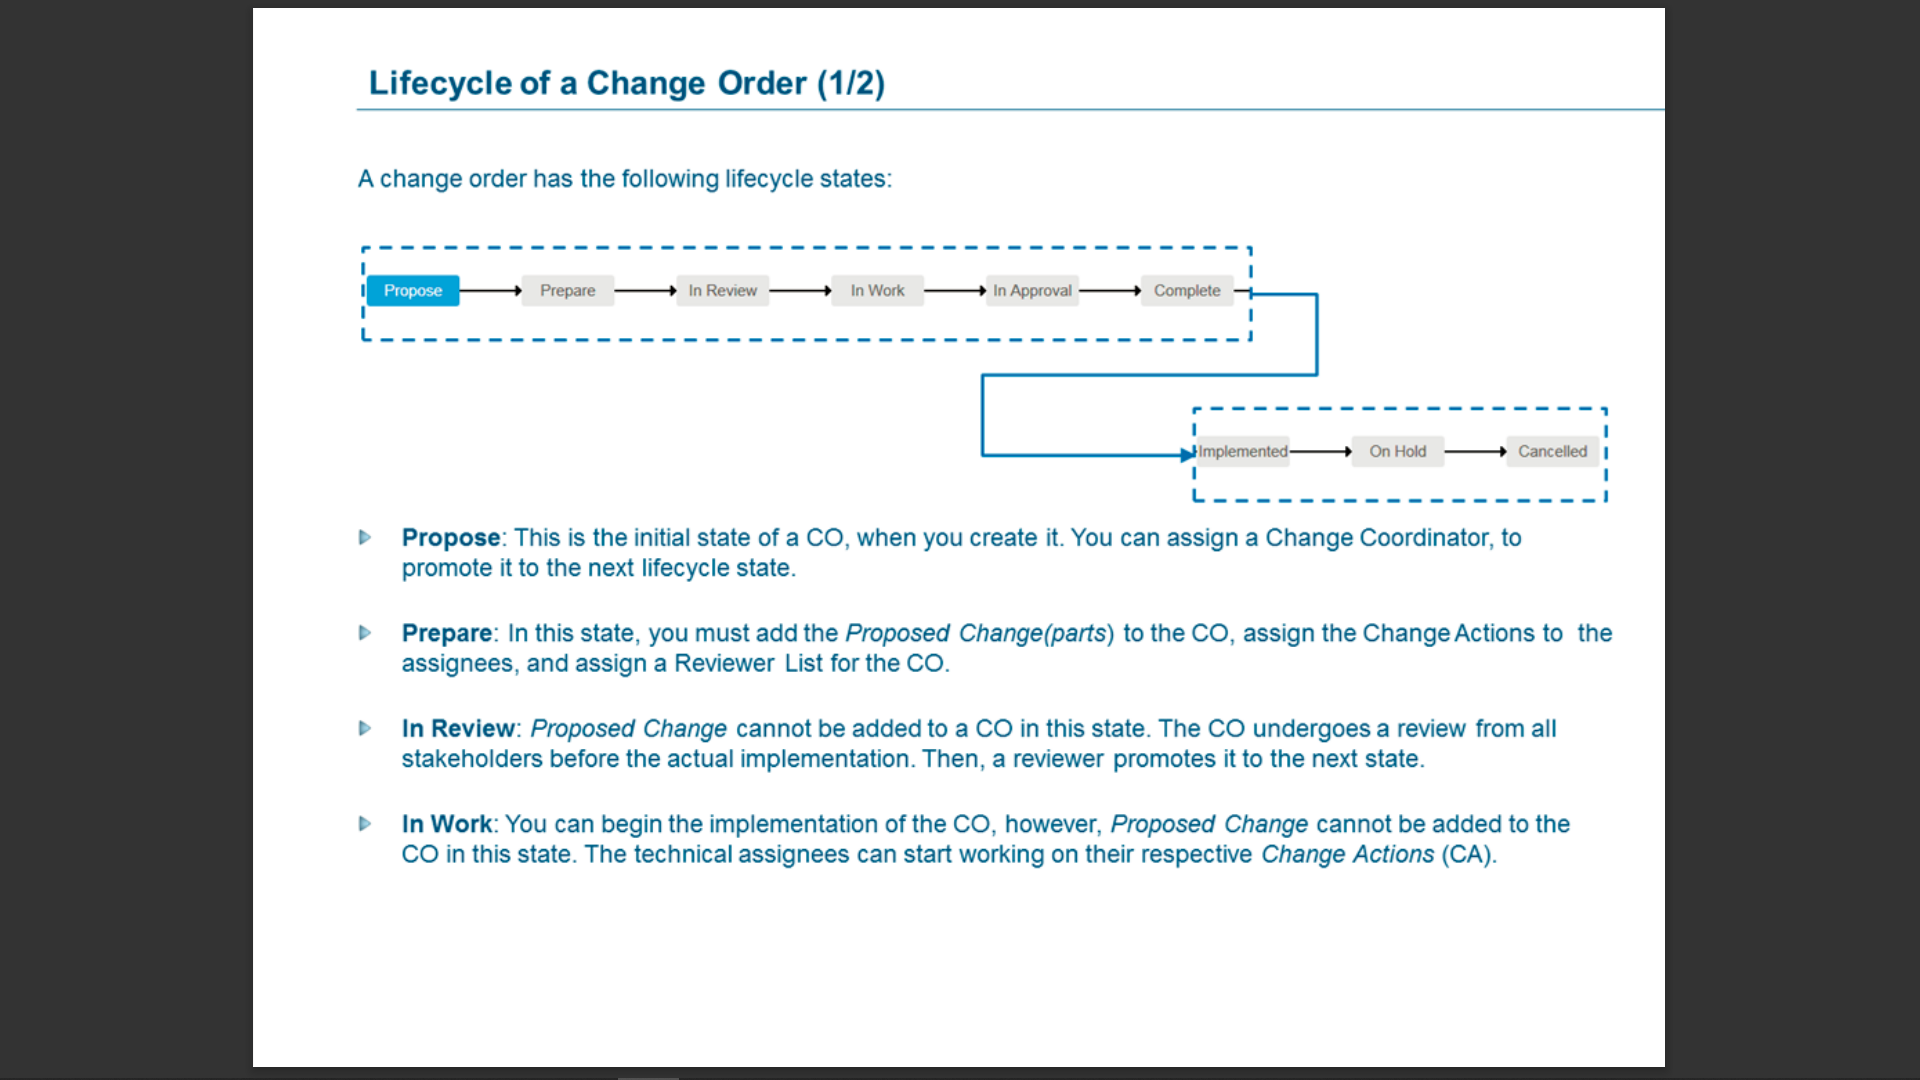 Lifecycle of a Change Order (1/2)
A change order has the following lifecycle states:
Propose
Prepare
In Review
In Work
In Approval
Complete
Implemented
On Hold
Cancelled
Propose: This is the initial state of a CO, when you create it. You can assign a Change Coordinator, to
promote it to the next lifecycle state.
Prepare: In this state, you must add the Proposed Change(parts) to the CO, assign the Change Actions to the
assignees, and assign a Reviewer List for the CO.
In Review: Proposed Change cannot be added to a CO in this state. The CO undergoes a review from all
stakeholders before the actual implementation. Then, a reviewer promotes it to the next state.
In Work: You can begin the implementation of the CO, however, Proposed Change cannot be added to the
CO in this state. The technical assignees can start working on their respective Change Actions (CA).